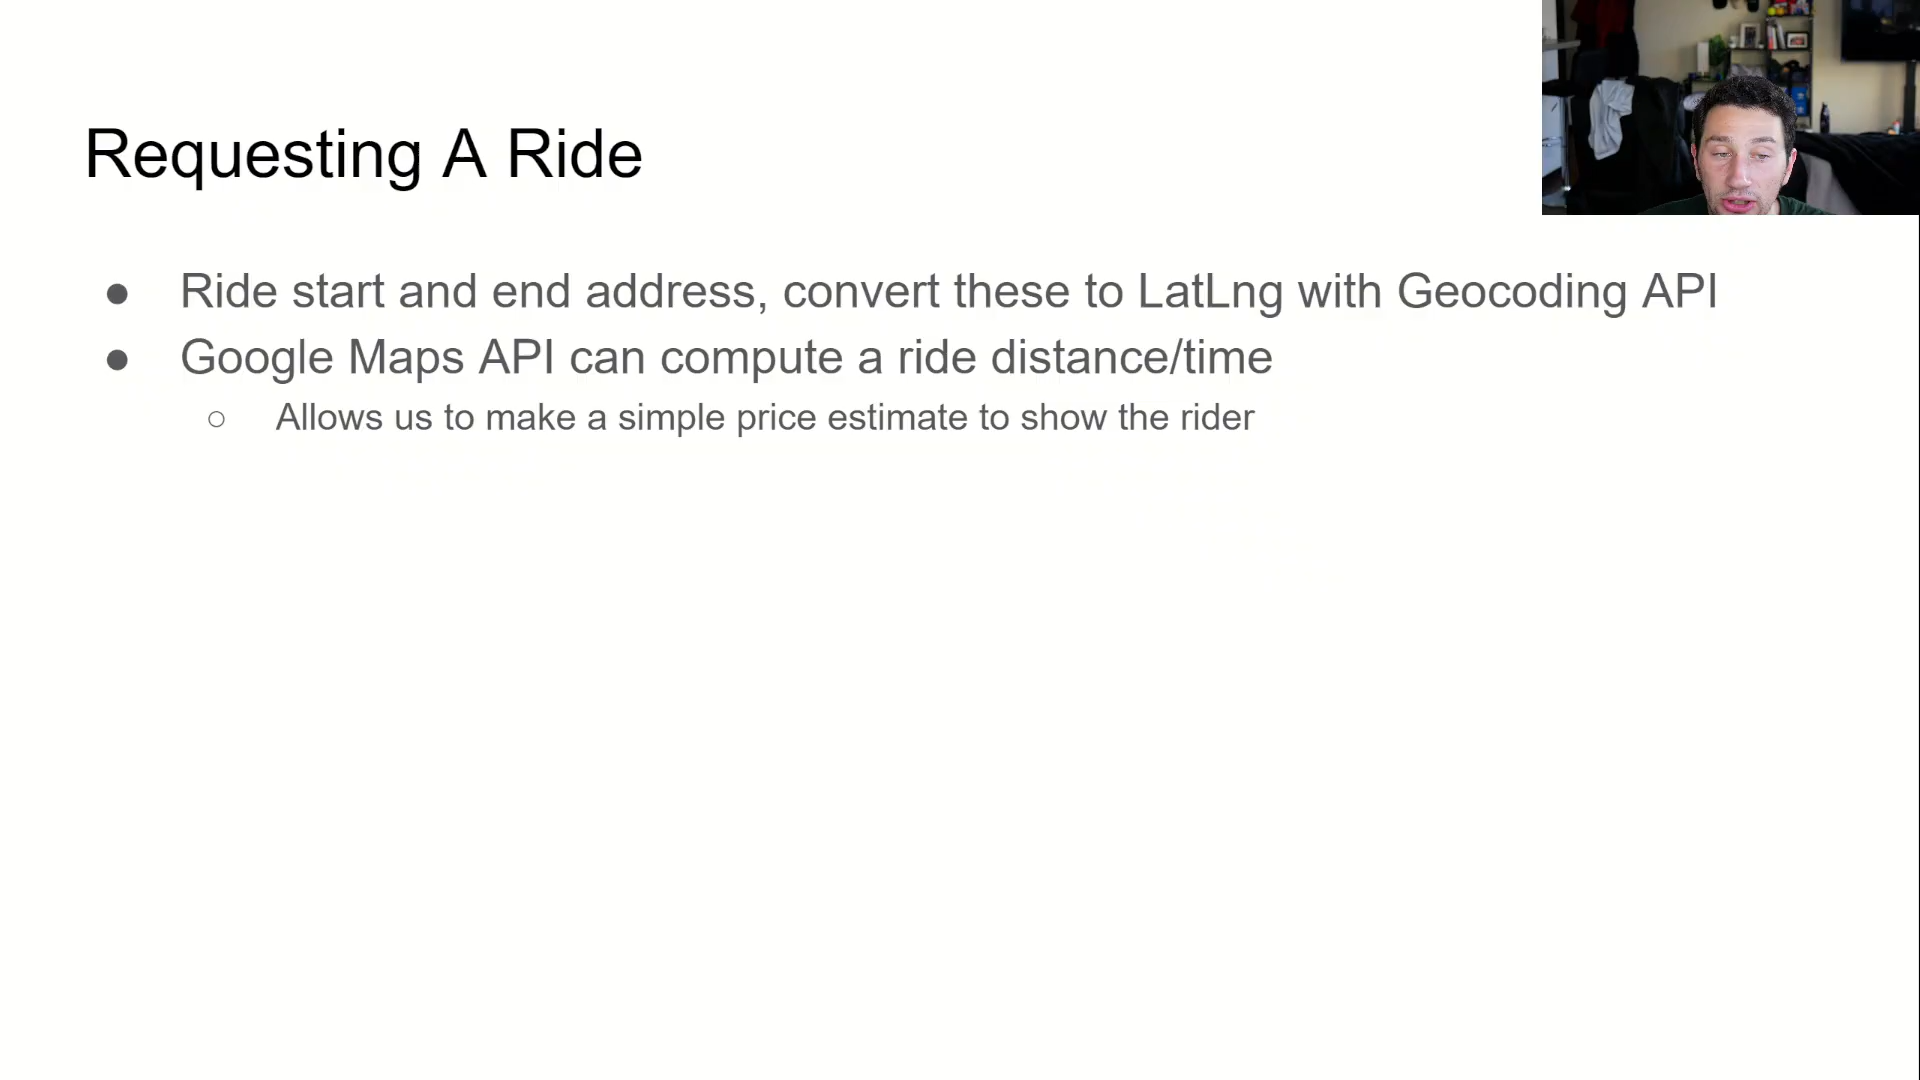 Requesting A Ride
Ride start and end address, convert these to LatLng with Geocoding API
Google Maps API can compute a ride distance/time
Allows us to make a simple price estimate to show the rider